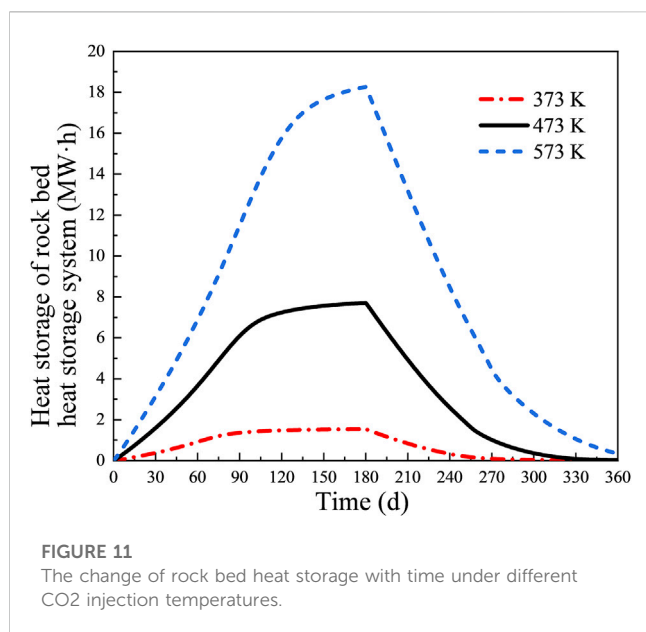 20
18
16
14
12
10
8
6
4
2
0
Heat storage of rock bed
heat storage system (MW·h)
373 K
473 K
573 K
0 30 60 90 120 150 180 210 240 270 300 330 360
Time (d)
FIGURE 11
The change of rock bed heat storage with time under different
CO2 injection temperatures.